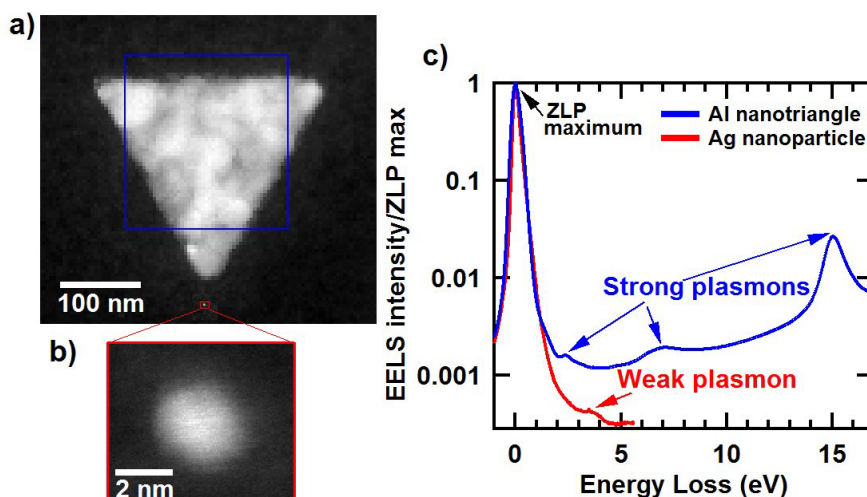 a)
100 nm
b)
2 nm
c)
EELS intensity/ZLP max
1
0.1
0.01
0.001
ZLP
maximum
Al nanotriangle
Ag nanoparticle
Strong plasmons
Weak plasmon
0
5
10
15
Energy Loss (eV)